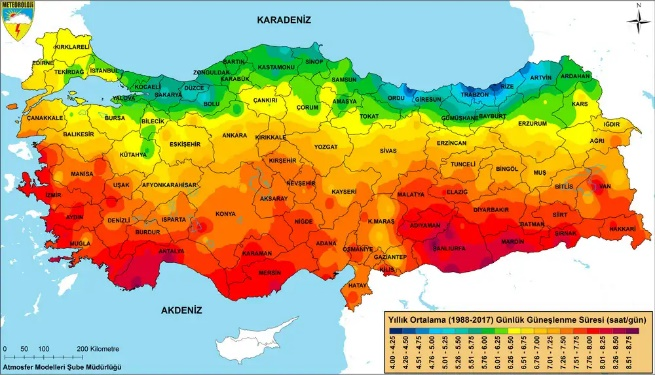 METEOROLOJİ
KARADENİZ
N
KIRKLARELİ
EDİRNE
TEKİRDAĞ
İSTANBUL
KOCAELİ
YALOVA
SAKARYA
DÜZCE
ZONGULDAK
BARTIN
KARABÜK
KASTAMONU
SİNOP
SAMSUN
BOLU
ÇANKIRI
ÇORUM
AMASYA
ORDU
GİRESUN
TRABZON
RİZE
ARTVİN
ARDAHAN
KARS
ÇANAKKALE
BALIKESİR
BURSA
BİLECİK
KÜTAHYA
ESKİŞEHİR
ANKARA
KIRIKKALE
YOZGAT
TOKAT
SİVAS
GÜMÜŞHANE
BAYBURT
ERZURUM
ERZİNCAN
IĞDIR
AĞRI
MANİSA
UŞAK
AFYONKARAHİSAR
KIRŞEHİR
NEVŞEHİR
AKSARAY
KAYSERİ
TUNCELİ
BİNGÖL
MUŞ
BİTLİS
VAN
İZMİR
AYDIN
DENİZLİ
ISPARTA
BURDUR
KONYA
NİĞDE
MALATYA
ELAZIĞ
DİYARBAKIR
BATMAN
SİİRT
ŞIRNAK
HAKKARİ
MUĞLA
ANTALYA
KARAMAN
MERSİN
ADANA
K.MARAŞ
OSMANİYE
GAZİANTEP
KİLİS
HATAY
ADIYAMAN
ŞANLIURFA
MARDİN
AKDENİZ
0 50 100 200 Kilometre
Atmosfer Modelleri Şube Müdürlüğü
Yıllık Ortalama (1988-2017) Günlük Güneşlenme Süresi (saat/gün)
4.00 - 4.25
4.26 - 4.50
4.51 - 4.75
4.76 - 5.00
5.01 - 5.25
5.26 - 5.50
5.51 - 5.75
5.76 - 6.00
6.01 - 6.25
6.26 - 6.50
6.51 - 6.75
6.76 - 7.00
7.01 - 7.25
7.26 - 7.50
7.51 - 7.75
7.76 - 8.00
8.01 - 8.25
8.26 - 8.50
8.51 - 8.75